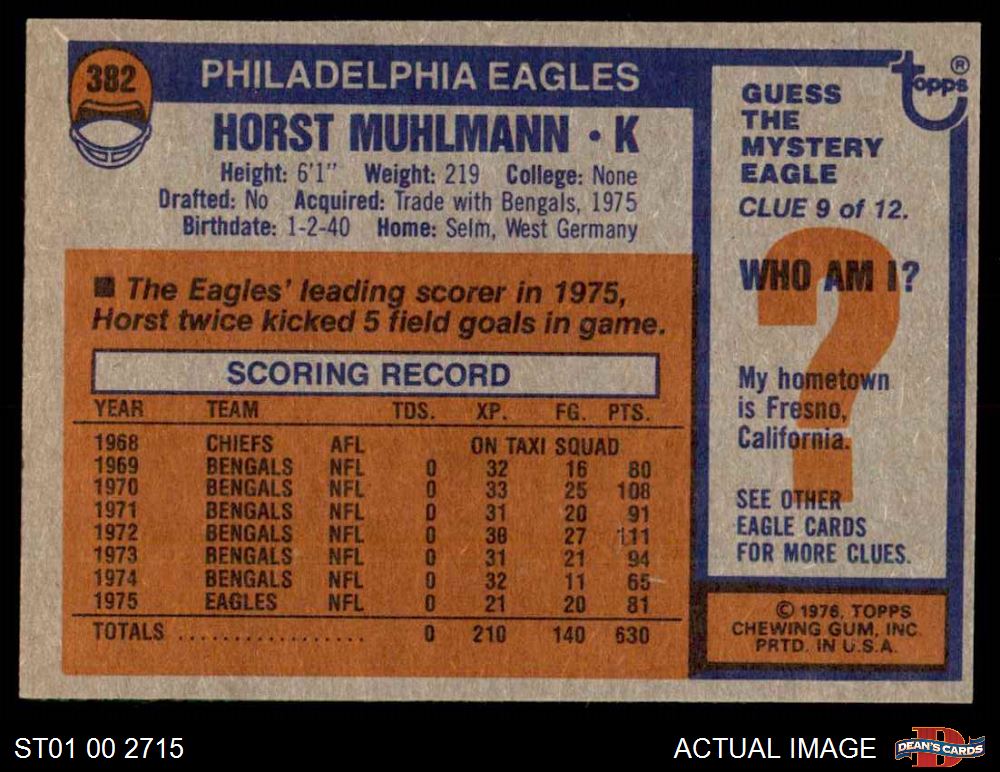 382
PHILADELPHIA EAGLES
HORST MUHLMANN • K
Height: 6'1" Weight: 219 College: None
Drafted: No Acquired: Trade with Bengals, 1975
Birthdate: 1-2-40 Home: Selm, West Germany
■ The Eagles' leading scorer in 1975,
Horst twice kicked 5 field goals in game.
SCORING RECORD
YEAR TEAM TDS. XP. FG. PTS.
1968 CHIEFS AFL ON TAXI SQUAD
1969 BENGALS NFL 0 32 16 80
1970 BENGALS NFL 0 33 25 108
1971 BENGALS NFL 0 31 20 91
1972 BENGALS NFL 0 30 27 111
1973 BENGALS NFL 0 31 21 94
1974 BENGALS NFL 0 32 11 65
1975 EAGLES NFL 0 21 20 81
TOTALS .................. 0 210 140 630
topps ®
GUESS
THE
MYSTERY
EAGLE
CLUE 9 of 12.
WHO AM I?
?
My hometown
is Fresno,
California.
SEE OTHER
EAGLE CARDS
FOR MORE CLUES.
© 1976, TOPPS
CHEWING GUM, INC.
PRTD. IN U.S.A.
ST01 00 2715
ACTUAL IMAGE
D
DEAN'S CARDS